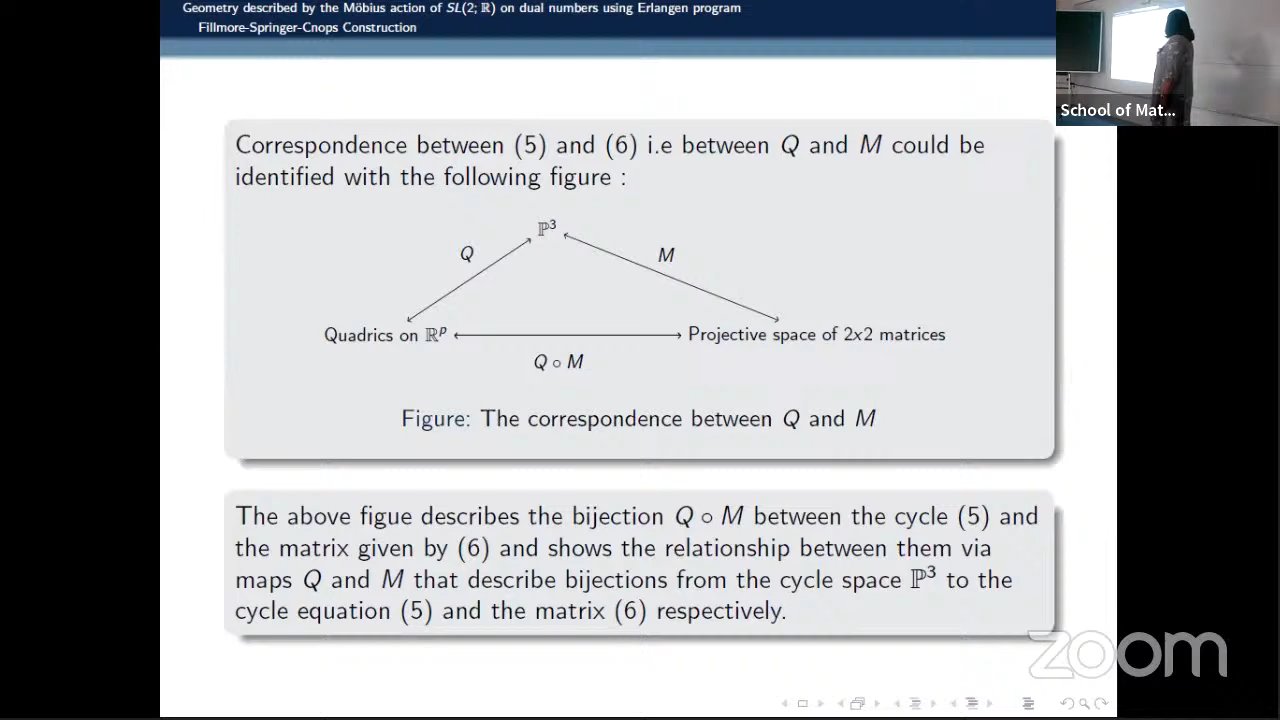 Geometry described by the Möbius action of SL(2; ℝ) on dual numbers using Erlangen program
Fillmore-Springer-Cnops Construction
School of Mat...
Correspondence between (5) and (6) i.e between Q and M could be
identified with the following figure :
ℙ³
Q
M
Quadrics on ℝᵖ
Projective space of 2x2 matrices
Q ∘ M
Figure: The correspondence between Q and M
The above figue describes the bijection Q ∘ M between the cycle (5) and
the matrix given by (6) and shows the relationship between them via
maps Q and M that describe bijections from the cycle space ℙ³ to the
cycle equation (5) and the matrix (6) respectively.
zoom